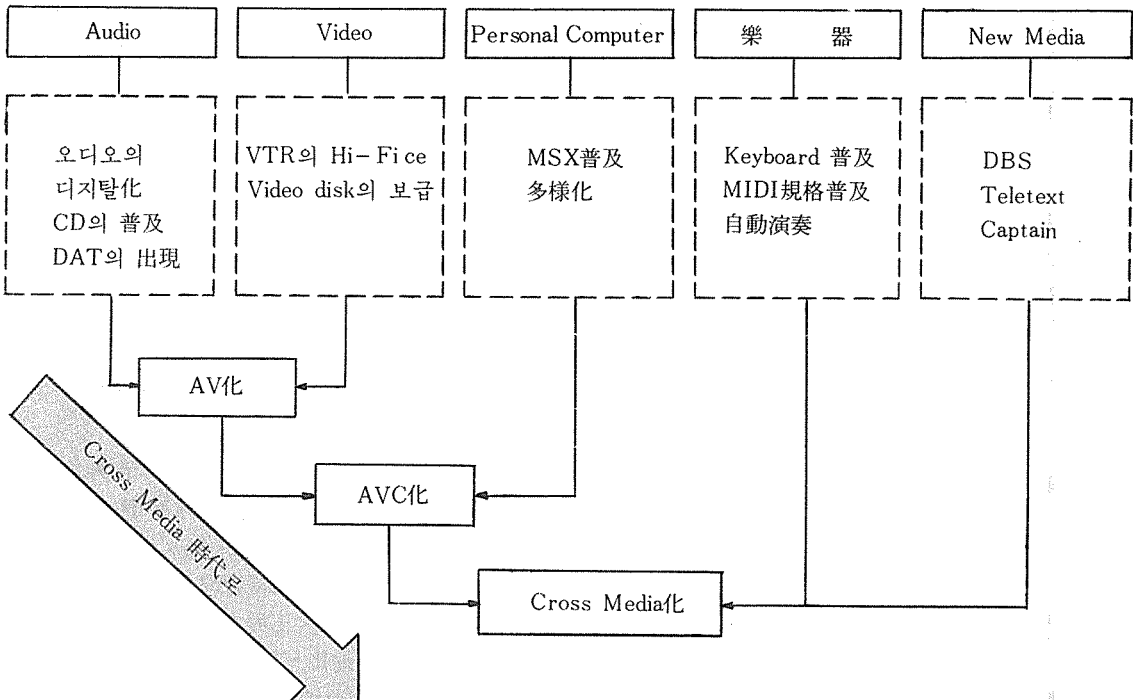 Audio
Video
Personal Computer
樂 器
New Media
오디오의
디지탈化
CD의 普及
DAT의 出現
VTR의 Hi-Fi ce
Video disk의 보급
MSX普及
多樣化
Keyboard 普及
MIDI規格普及
自動演奏
DBS
Teletext
Captain
AV化
AVC化
Cross Media化
Cross Media 時代로